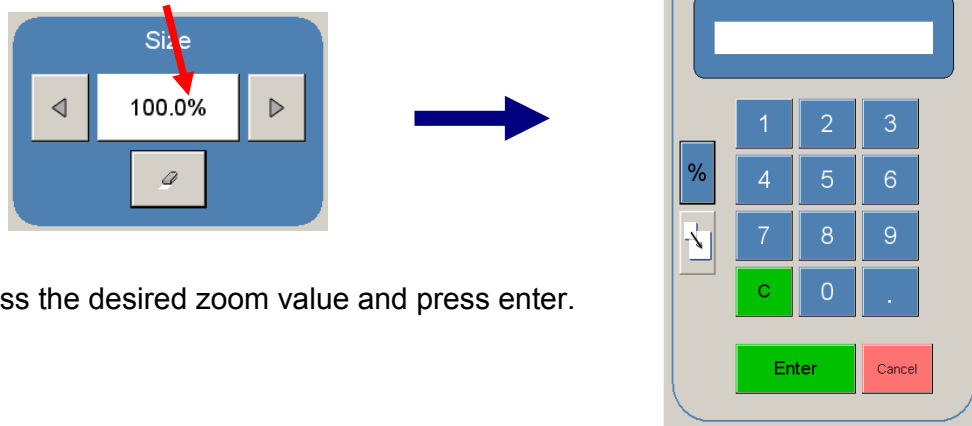 Size
100.0%
1 2 3
% 4 5 6
7 8 9
C 0 .
ss the desired zoom value and press enter.
Enter Cancel